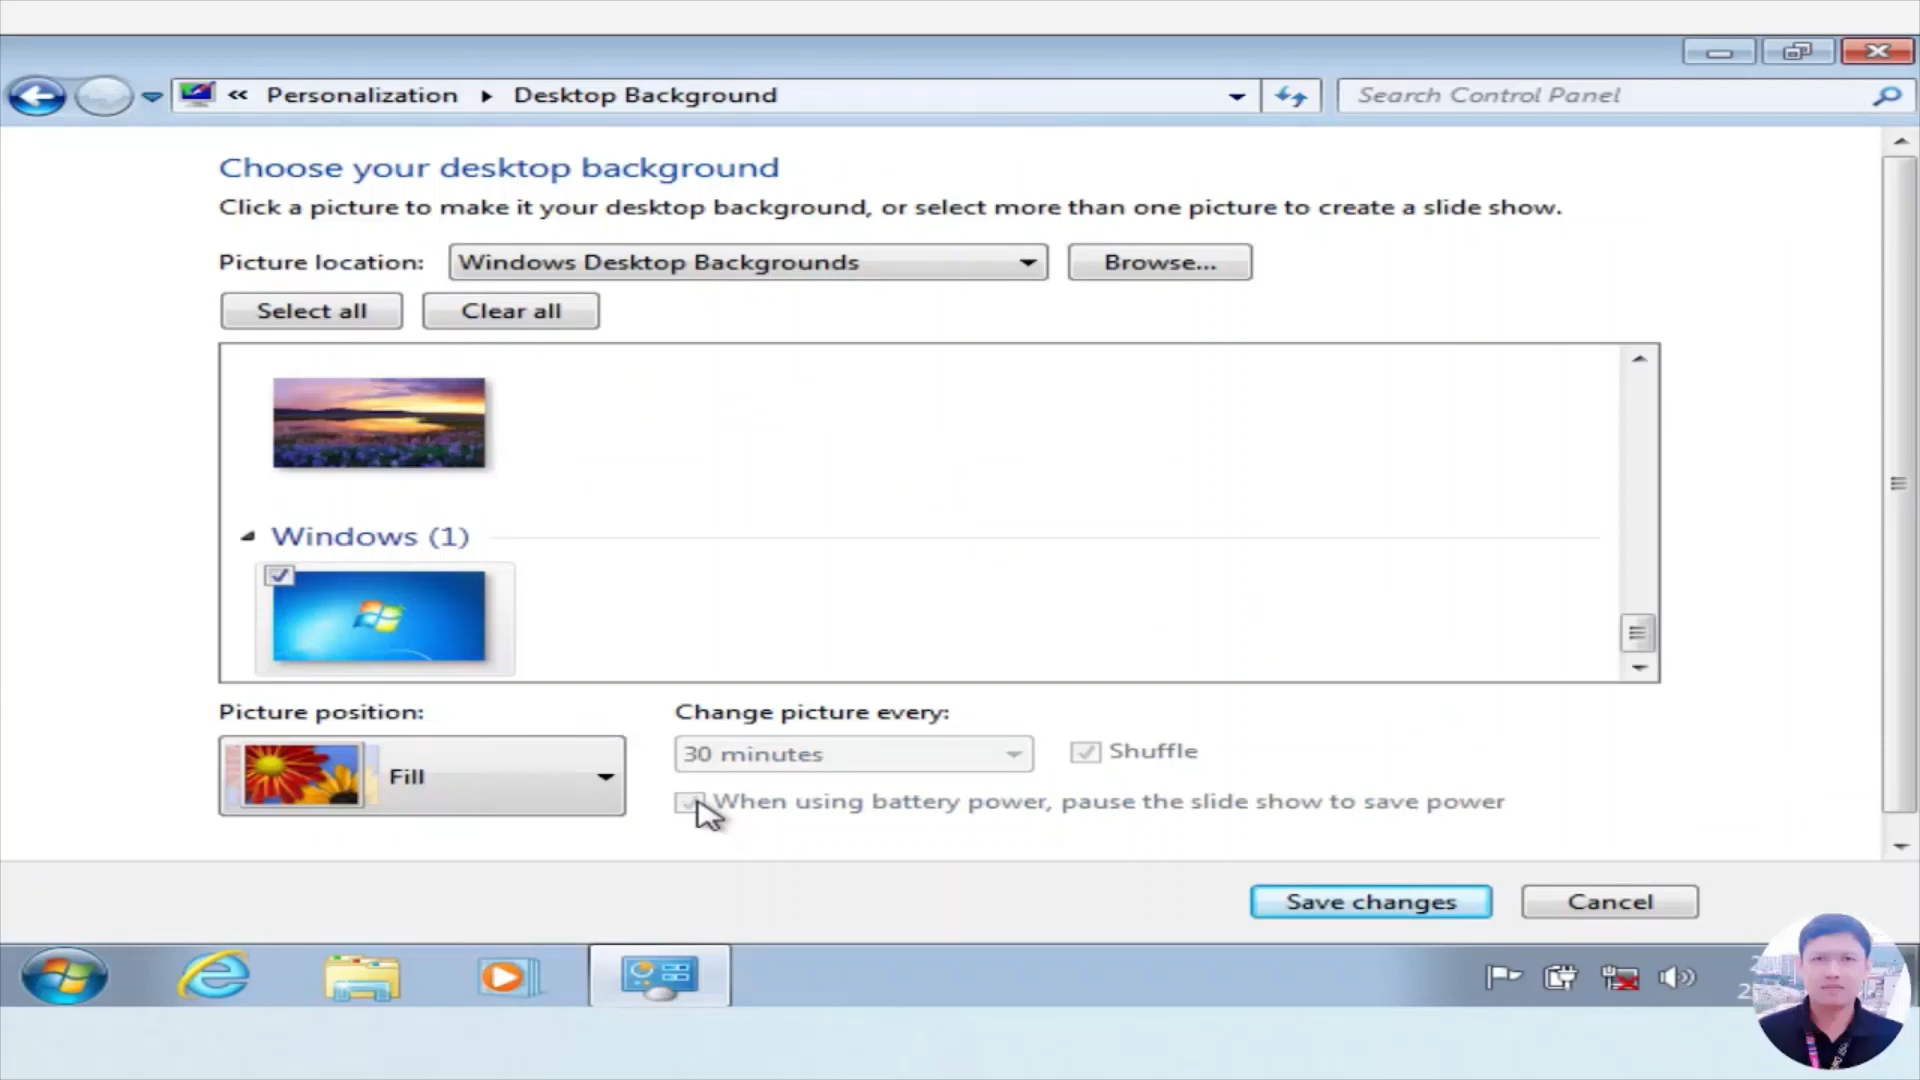 « Personalization ▸ Desktop Background
Search Control Panel
Choose your desktop background
Click a picture to make it your desktop background, or select more than one picture to create a slide show.
Picture location: Windows Desktop Backgrounds Browse...
Select all Clear all
Windows (1)
Picture position: Change picture every:
Fill 30 minutes Shuffle
When using battery power, pause the slide show to save power
Save changes Cancel